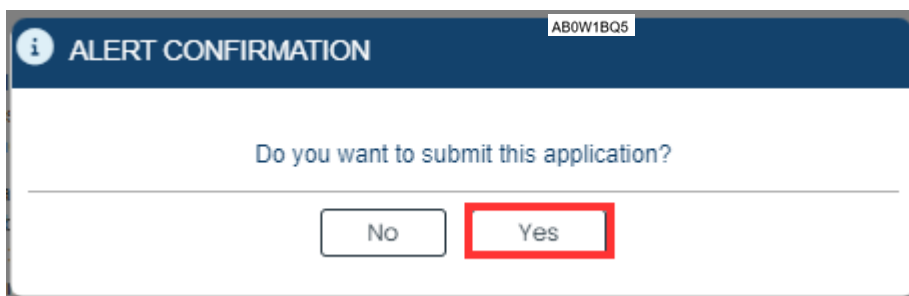 AB0W1BQ5
ALERT CONFIRMATION
Do you want to submit this application?
No
Yes